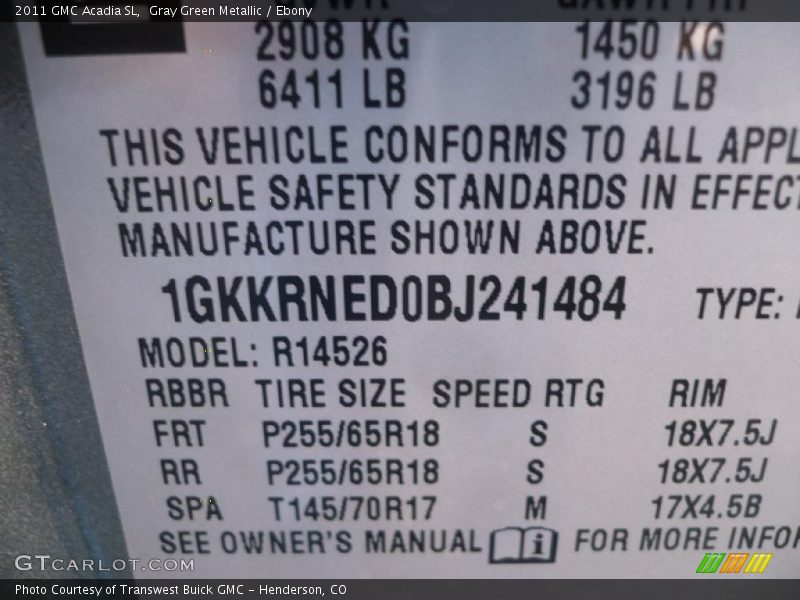 2011 GMC Acadia SL, Gray Green Metallic / Ebony
2908 KG 1450 KG
6411 LB 3196 LB
THIS VEHICLE CONFORMS TO ALL APPL
VEHICLE SAFETY STANDARDS IN EFFECT
MANUFACTURE SHOWN ABOVE.
1GKKRNED0BJ241484 TYPE:
MODEL: R14526
RBBR TIRE SIZE SPEED RTG RIM
FRT P255/65R18 S 18X7.5J
RR P255/65R18 S 18X7.5J
SPA T145/70R17 M 17X4.5B
SEE OWNER'S MANUAL i FOR MORE INFOR
GTCARLOT.COM
Photo Courtesy of Transwest Buick GMC - Henderson, CO